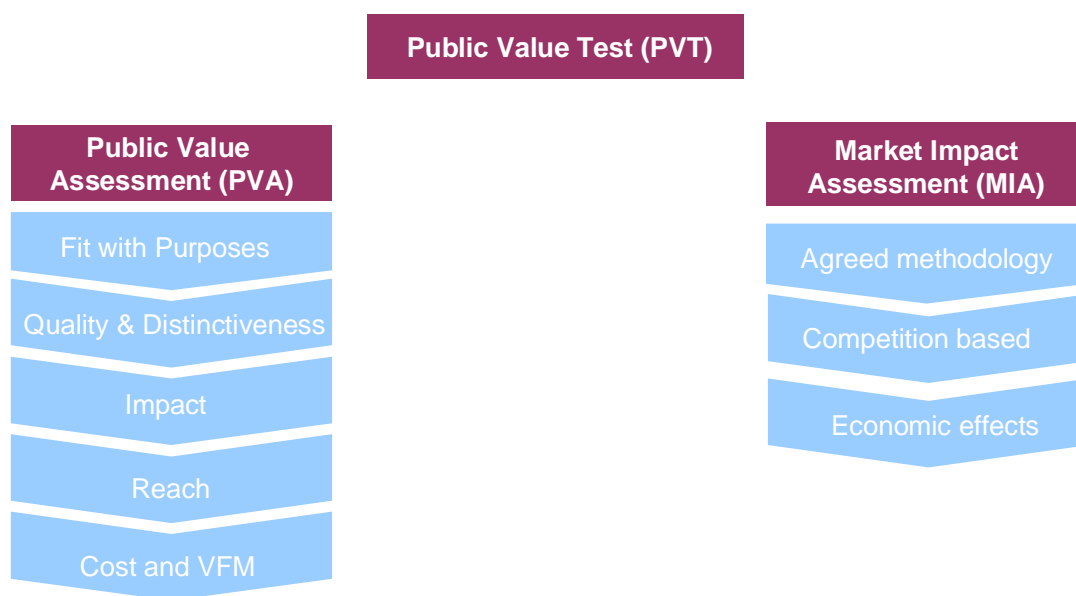 Public Value Test (PVT)
Public Value
Assessment (PVA)
Fit with Purposes
Quality & Distinctiveness
Impact
Reach
Cost and VFM
Market Impact
Assessment (MIA)
Agreed methodology
Competition based
Economic effects